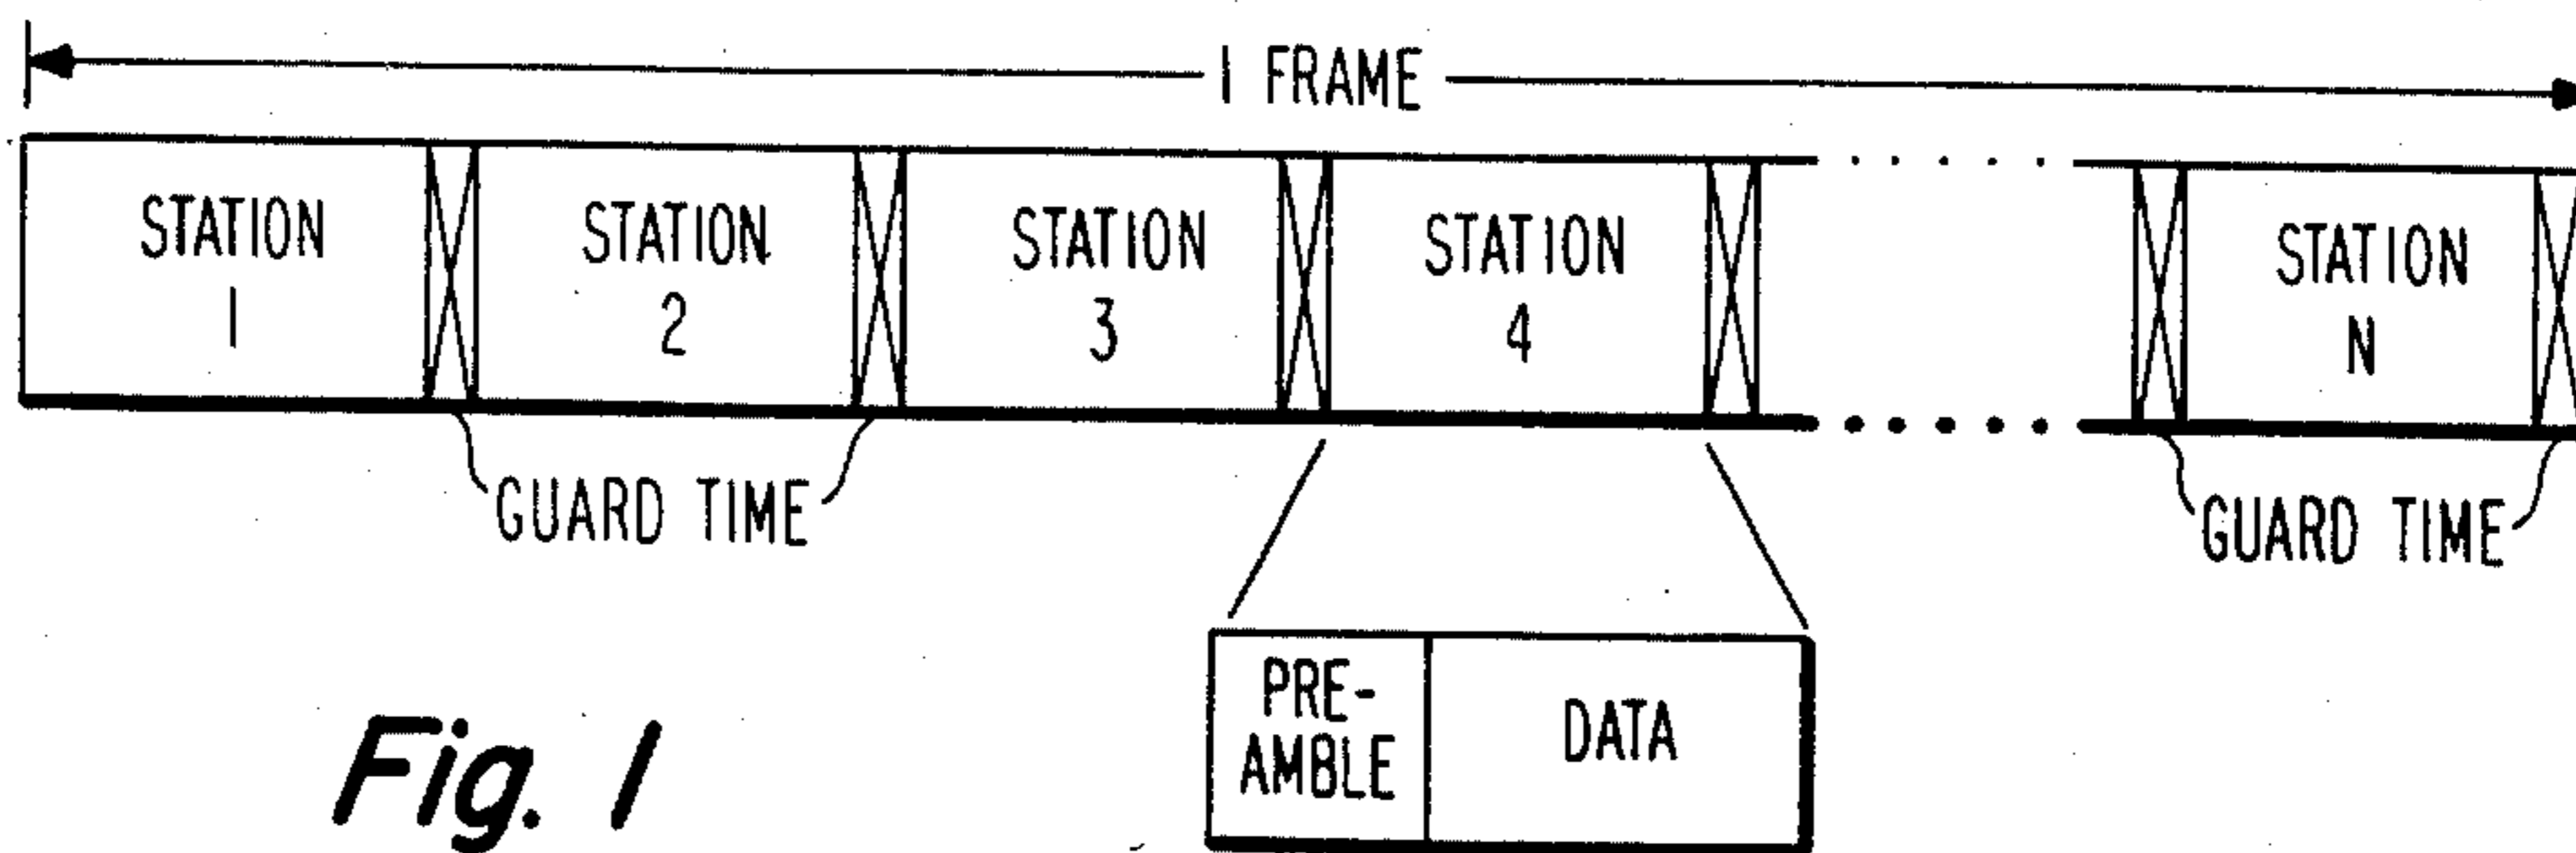 1 FRAME
STATION 1
STATION 2
STATION 3
STATION 4
STATION N
GUARD TIME
GUARD TIME
PRE-
AMBLE
DATA
Fig. 1